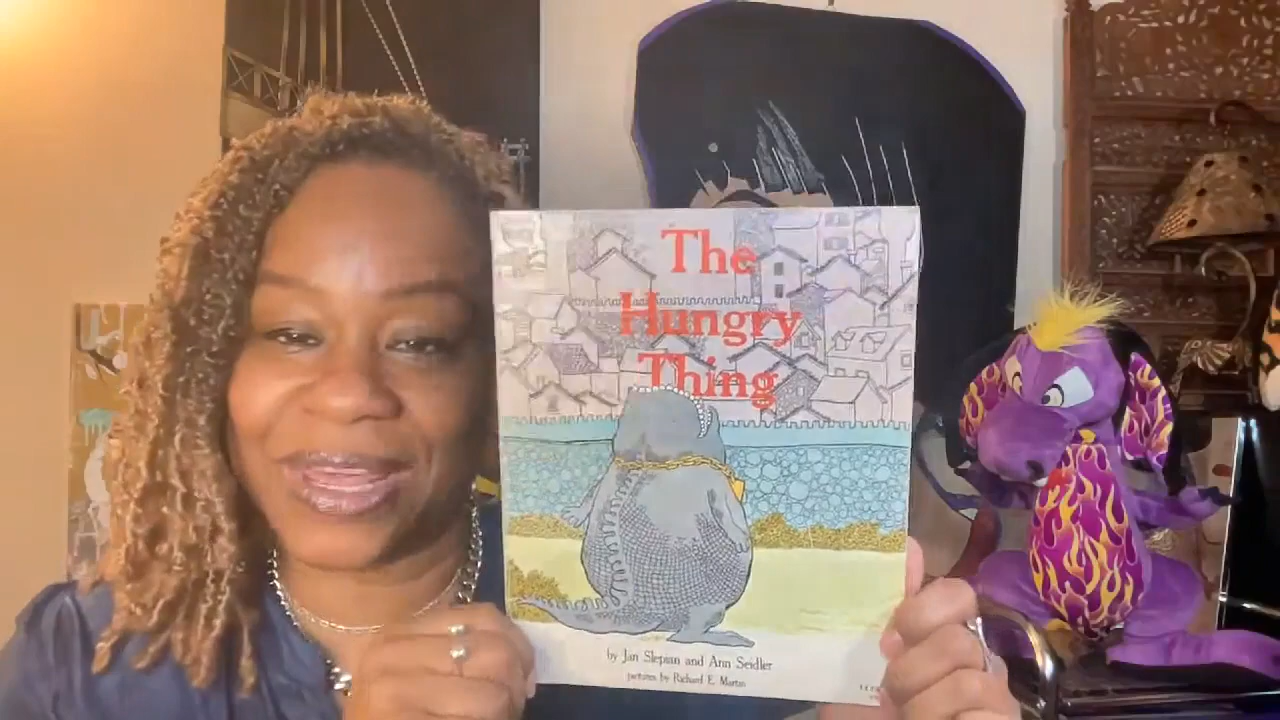 The
Hungry
Thing
by Jan Slepian and Ann Seidler
pictures by Richard E. Martin